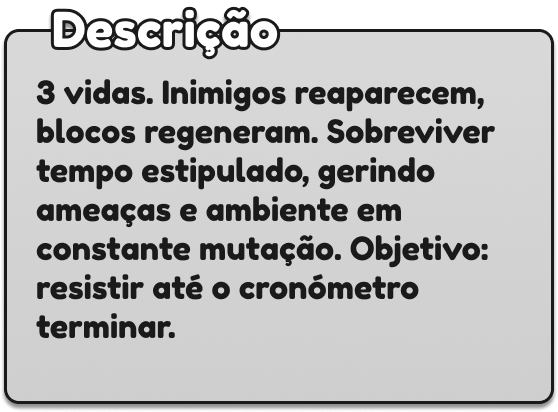 Descrição
3 vidas. Inimigos reaparecem,
blocos regeneram. Sobreviver
tempo estipulado, gerindo
ameaças e ambiente em
constante mutação. Objetivo:
resistir até o cronómetro
terminar.